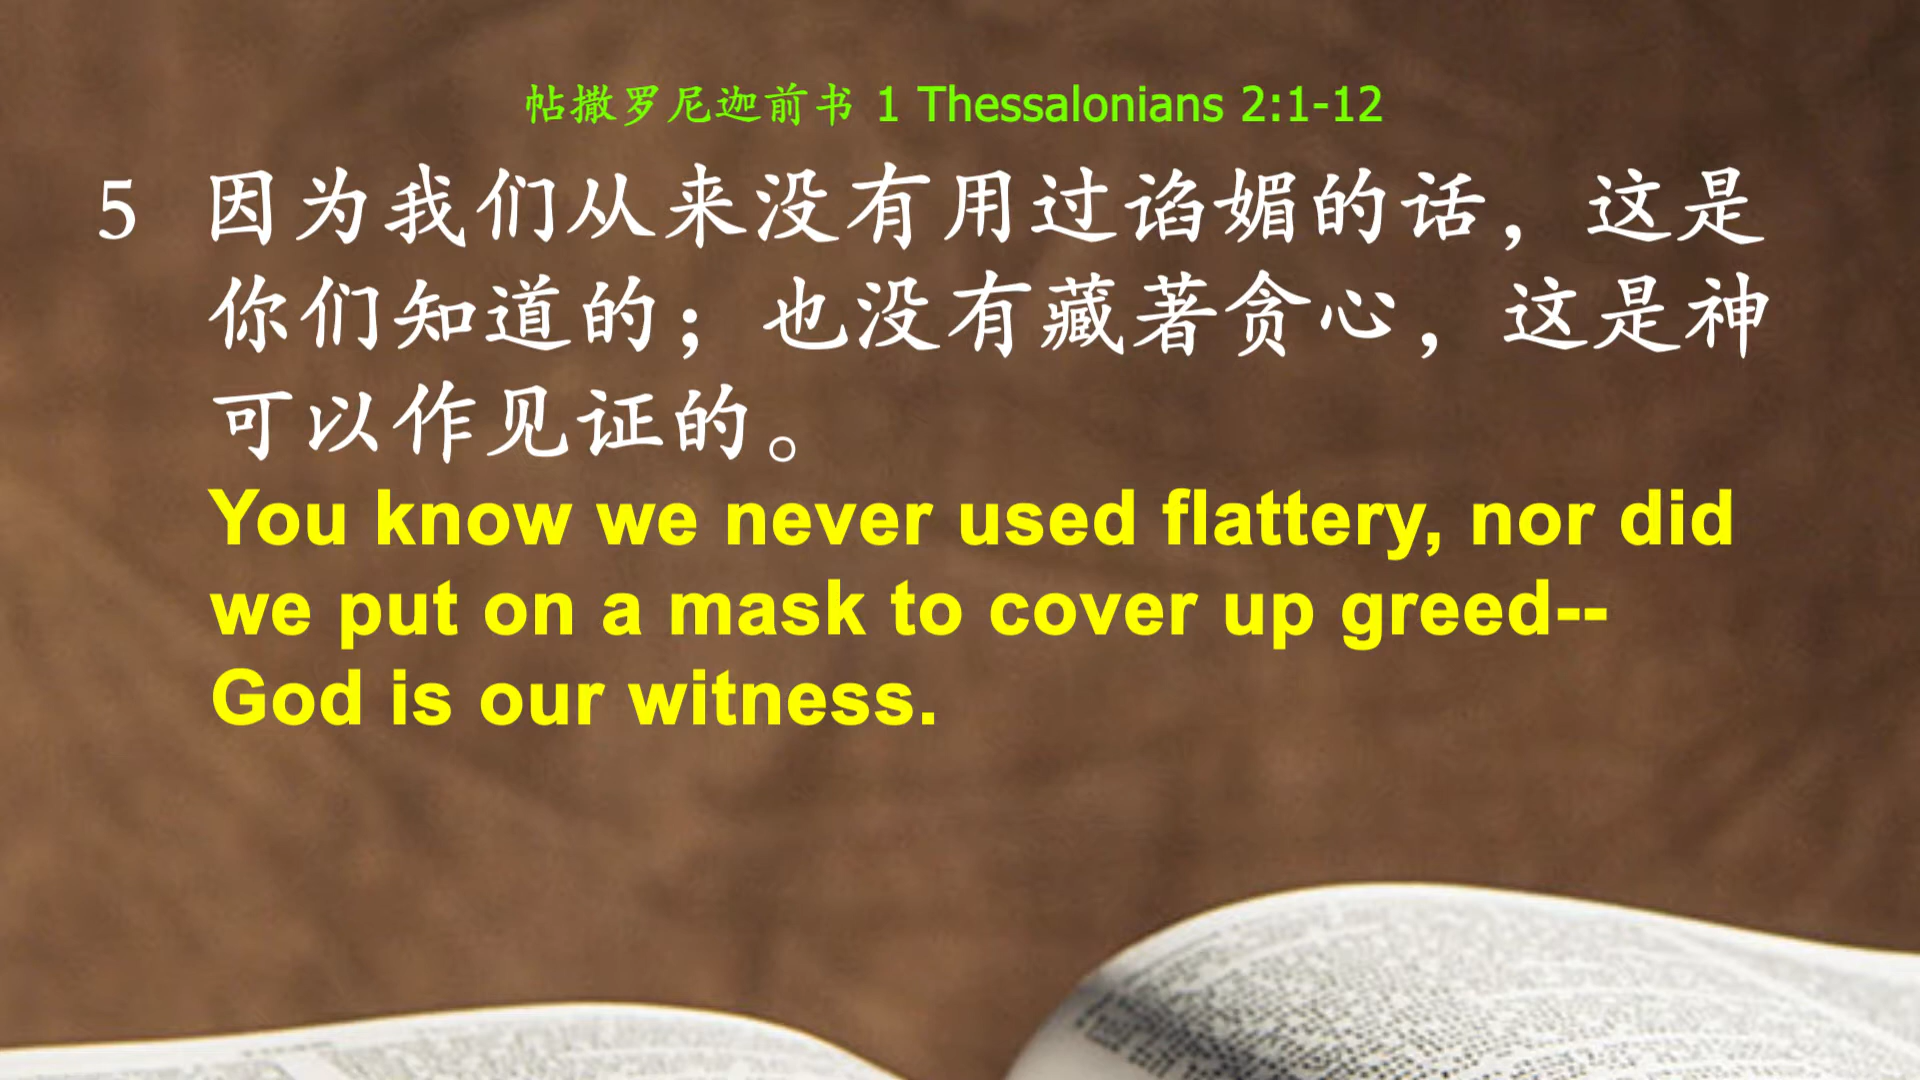 帖撒罗尼迦前书 1 Thessalonians 2:1-12
5 因为我们从来没有用过谄媚的话，这是
你们知道的；也没有藏著贪心，这是神
可以作见证的。
You know we never used flattery, nor did
we put on a mask to cover up greed--
God is our witness.